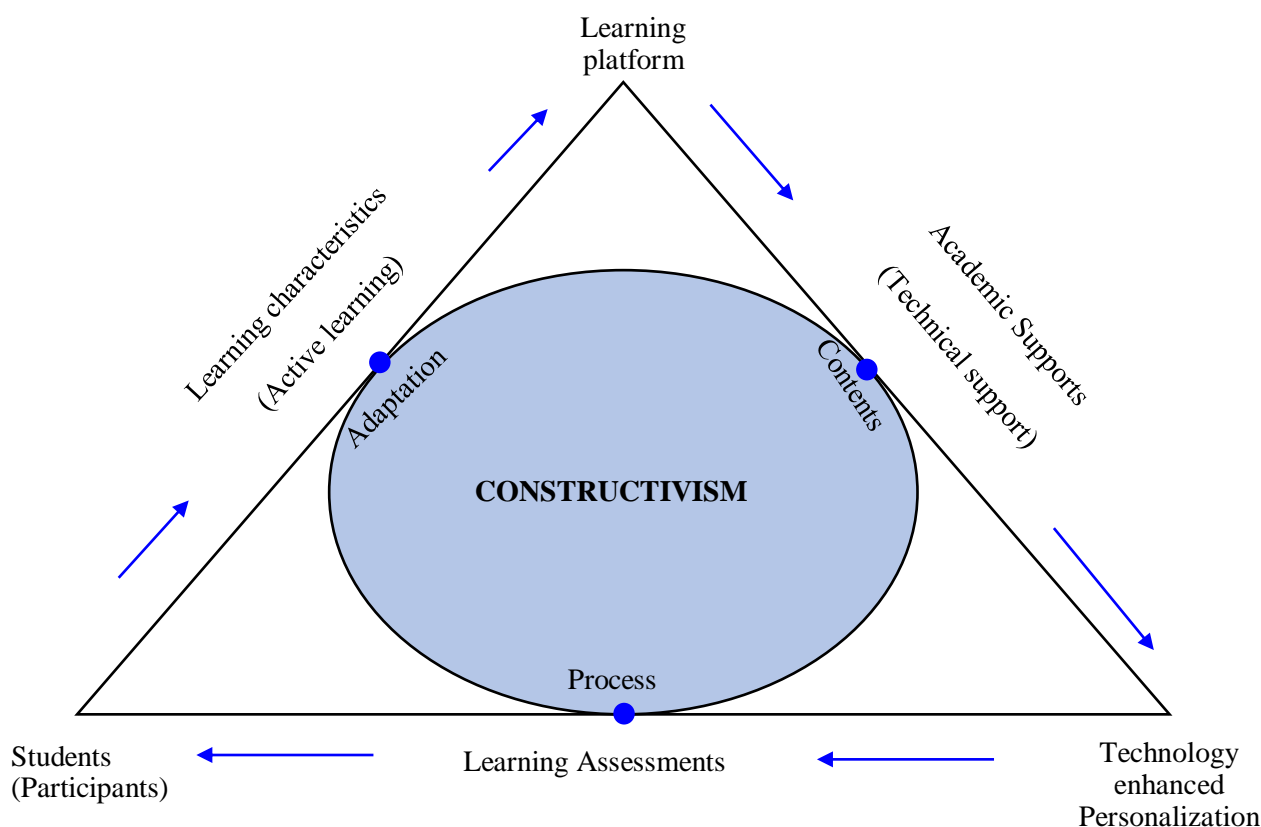 Learning
platform
Learning characteristics
(Active learning)
Academic Supports
(Technical support)
Adaptation
Contents
CONSTRUCTIVISM
Process
Students
(Participants)
Learning Assessments
Technology
enhanced
Personalization